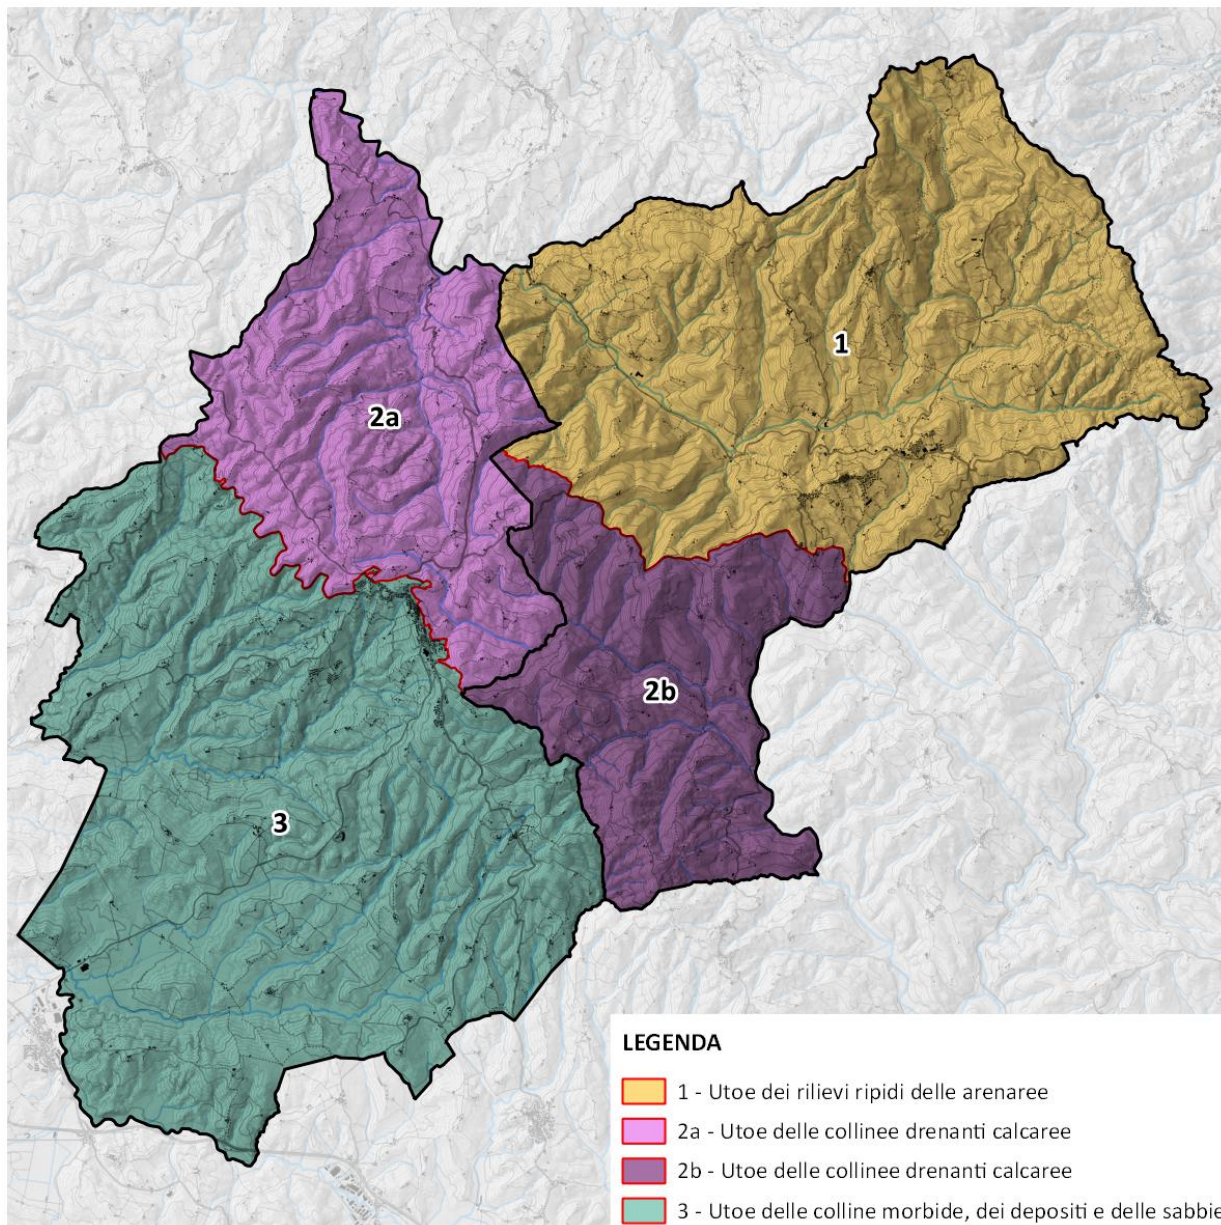 1
2a
2b
3
LEGENDA
1 - Utoe dei rilievi ripidi delle arenaree
2a - Utoe delle collinee drenanti calcaree
2b - Utoe delle collinee drenanti calcaree
3 - Utoe delle colline morbide, dei depositi e delle sabbie